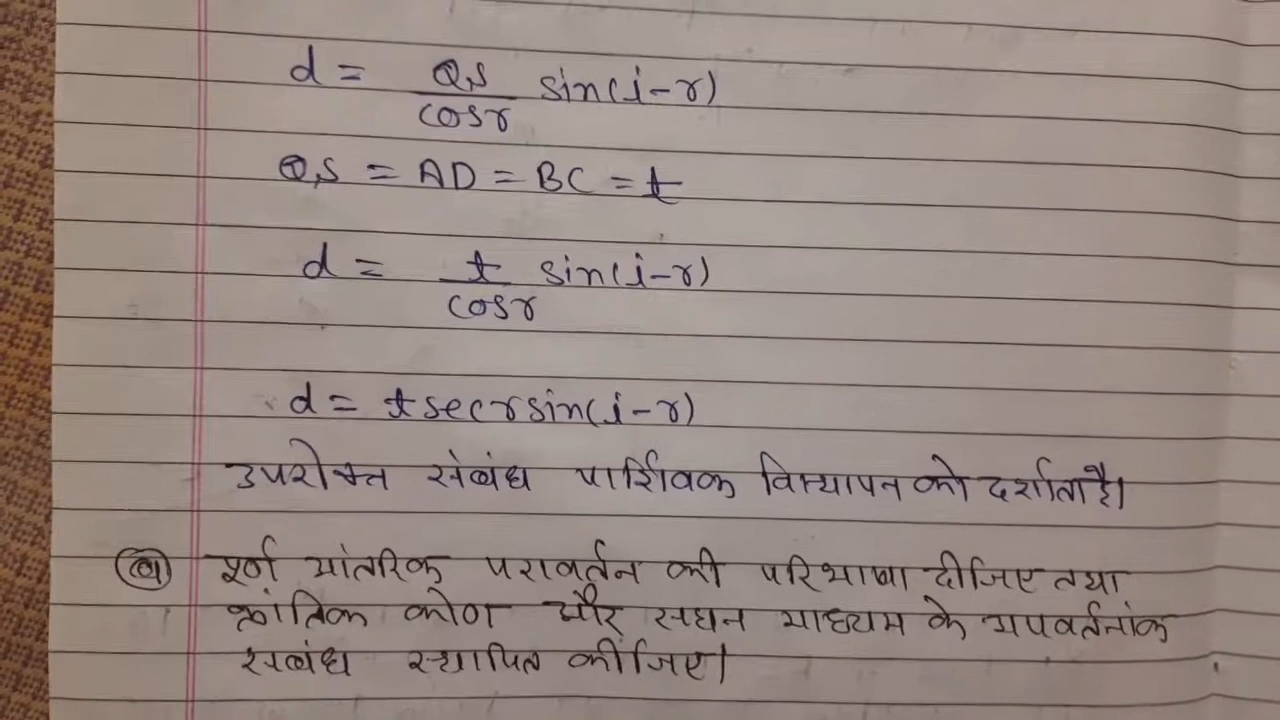 d = QS/cosr sin(i-r)
QS = AD = BC = t
d = t/cosr sin(i-r)
d = t secr sin(i-r)
उपरोक्त संबंध पार्श्विक विस्थापन को दर्शाता है।
(ब) पूर्ण आंतरिक परावर्तन की परिभाषा दीजिए तथा
क्रांतिक कोण और सघन माध्यम के अपवर्तनांक
संबंध स्थापित कीजिए।